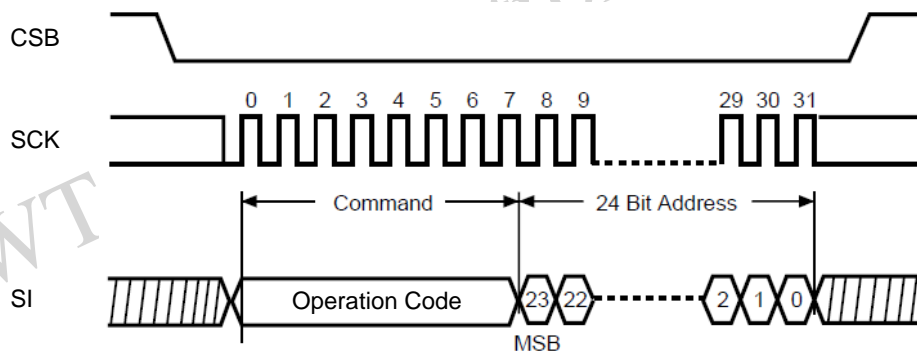 CSB
0 1 2 3 4 5 6 7 8 9 29 30 31
SCK
Command 24 Bit Address
SI Operation Code 23 22 2 1 0
MSB
WT